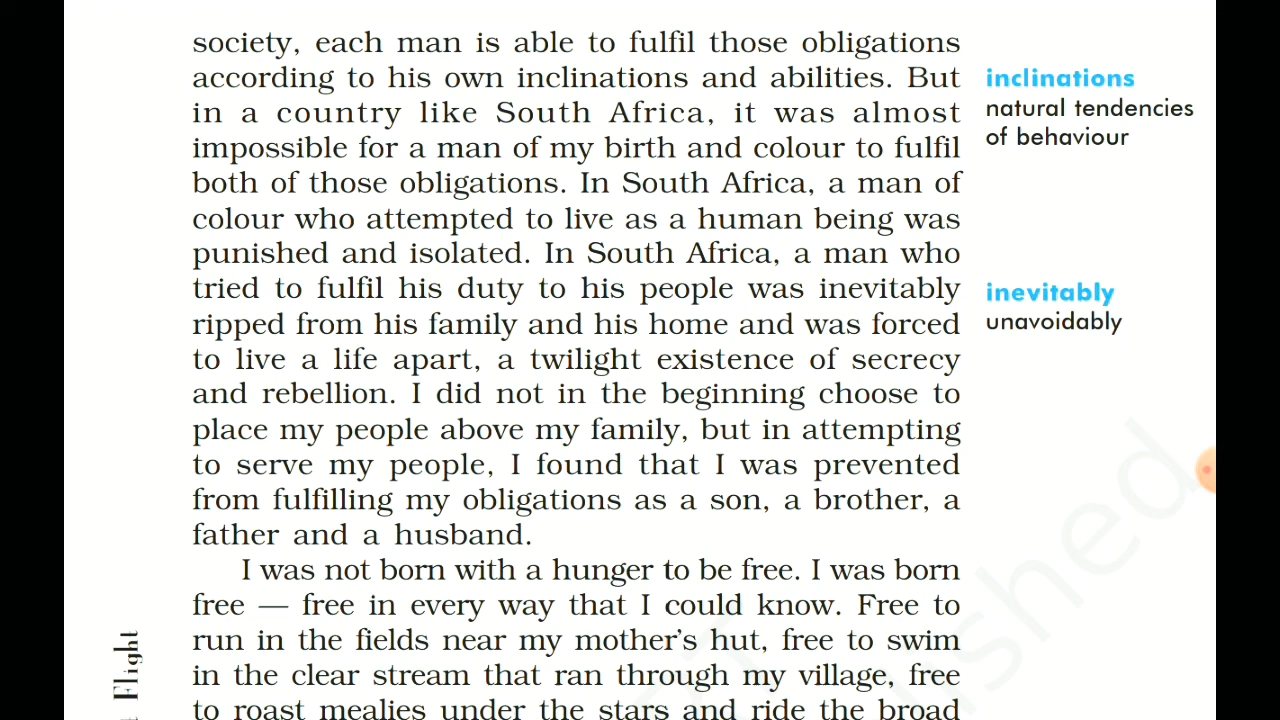 society, each man is able to fulfil those obligations
according to his own inclinations and abilities. But
in a country like South Africa, it was almost
impossible for a man of my birth and colour to fulfil
both of those obligations. In South Africa, a man of
colour who attempted to live as a human being was
punished and isolated. In South Africa, a man who
tried to fulfil his duty to his people was inevitably
ripped from his family and his home and was forced
to live a life apart, a twilight existence of secrecy
and rebellion. I did not in the beginning choose to
place my people above my family, but in attempting
to serve my people, I found that I was prevented
from fulfilling my obligations as a son, a brother, a
father and a husband.
I was not born with a hunger to be free. I was born
free — free in every way that I could know. Free to
run in the fields near my mother's hut, free to swim
in the clear stream that ran through my village, free
to roast mealies under the stars and ride the broad
inclinations
natural tendencies
of behaviour
inevitably
unavoidably
Flight